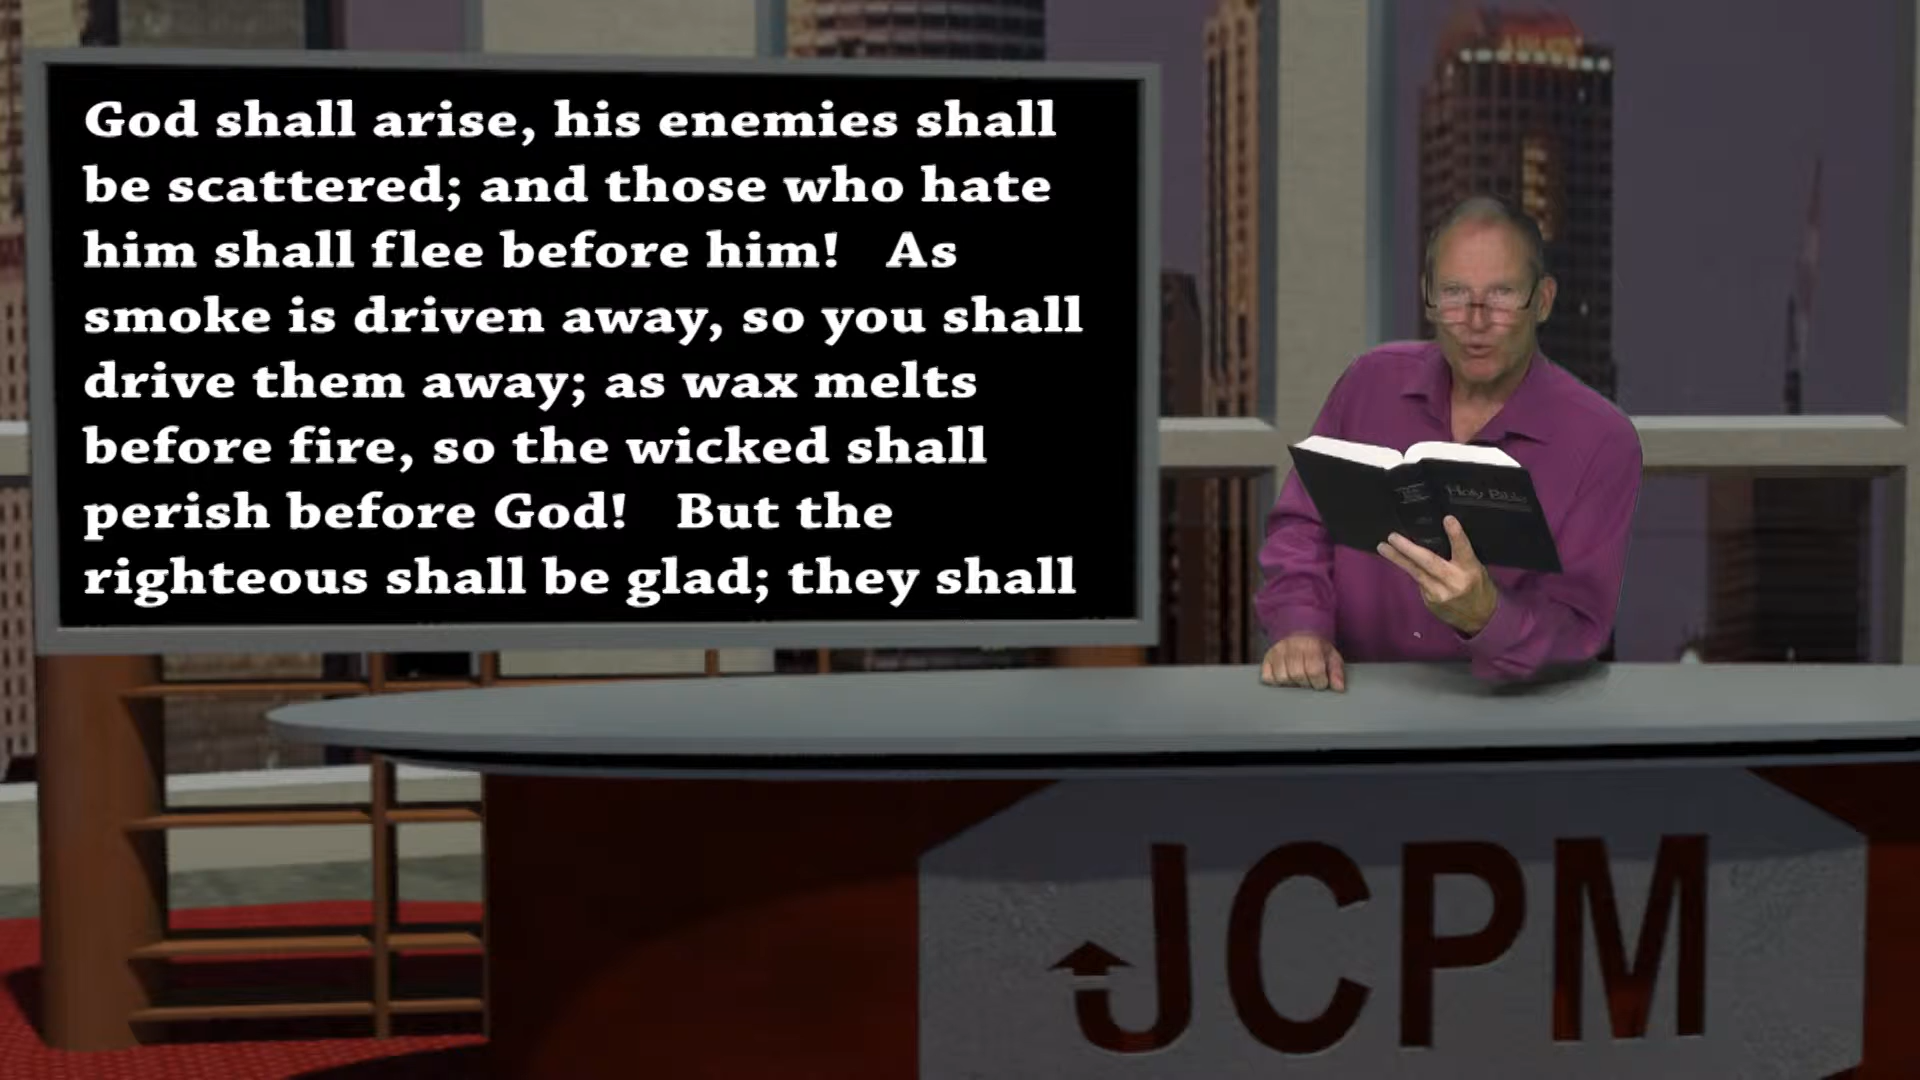 God shall arise, his enemies shall
be scattered; and those who hate
him shall flee before him!   As
smoke is driven away, so you shall
drive them away; as wax melts
before fire, so the wicked shall
perish before God!   But the
righteous shall be glad; they shall
Holy Bible
JCPM